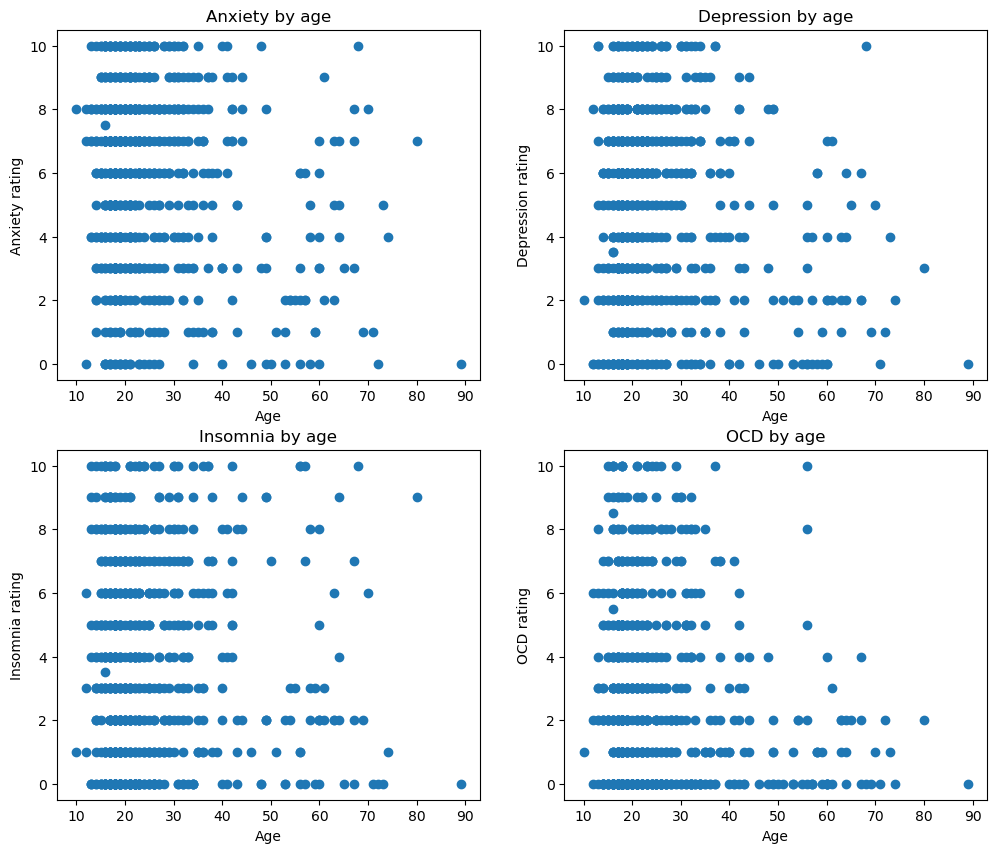 Anxiety by age
Anxiety rating
10
8
6
4
2
0
10 20 30 40 50 60 70 80 90
Age
Depression by age
Depression rating
10
8
6
4
2
0
10 20 30 40 50 60 70 80 90
Age
Insomnia by age
Insomnia rating
10
8
6
4
2
0
10 20 30 40 50 60 70 80 90
Age
OCD by age
OCD rating
10
8
6
4
2
0
10 20 30 40 50 60 70 80 90
Age